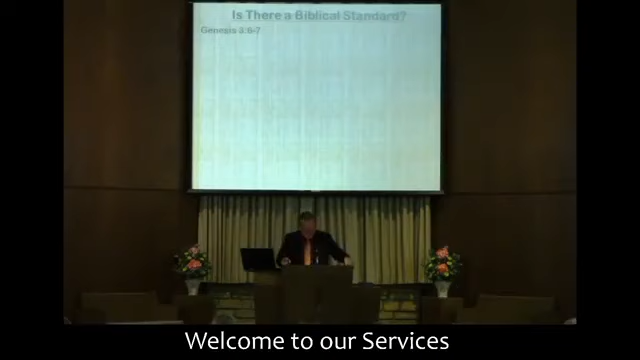 Is There a Biblical Standard?
Genesis 3:6-7
Welcome to our Services